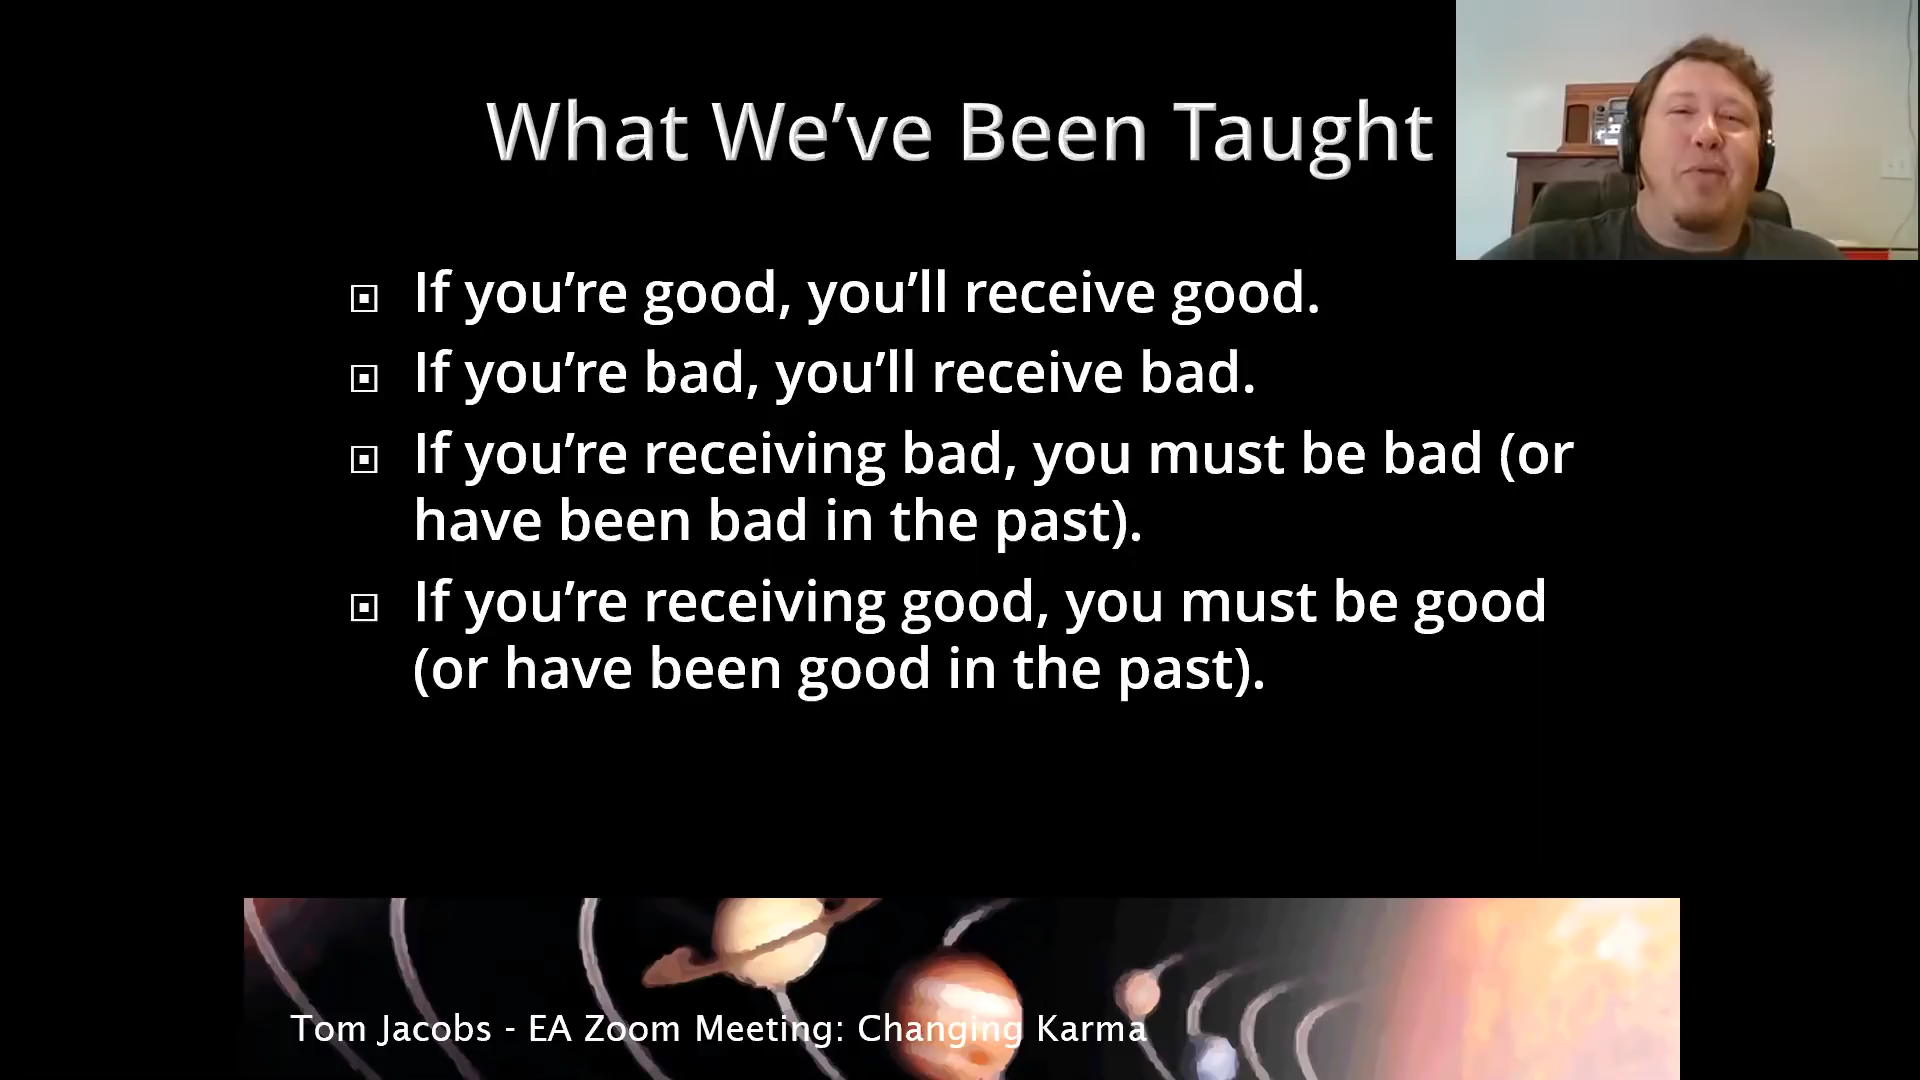 What We’ve Been Taught
If you’re good, you’ll receive good.
If you’re bad, you’ll receive bad.
If you’re receiving bad, you must be bad (or
have been bad in the past).
If you’re receiving good, you must be good
(or have been good in the past).
Tom Jacobs - EA Zoom Meeting: Changing Karma